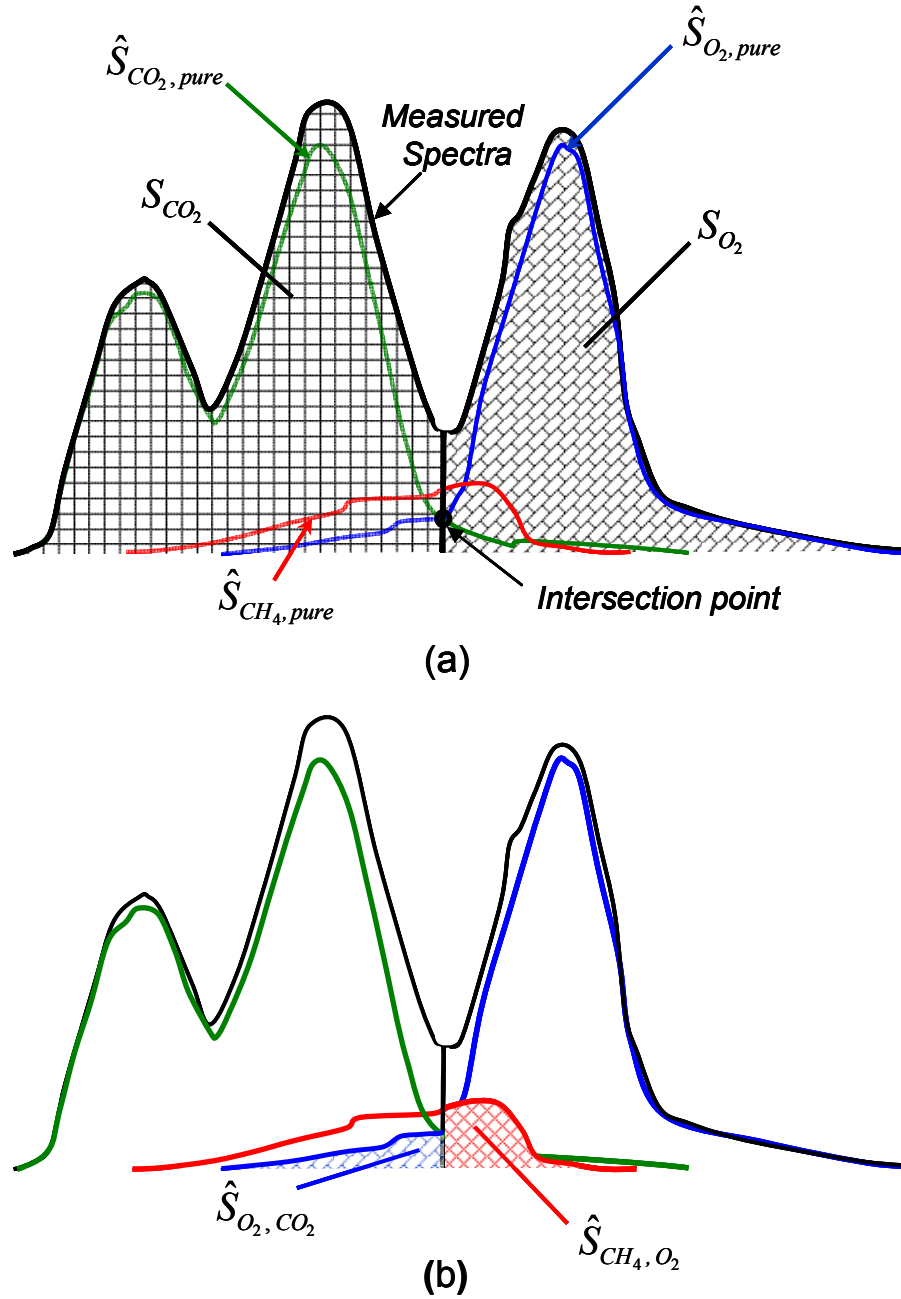 Ŝ_{CO₂, pure}
Ŝ_{O₂, pure}
Measured
Spectra
S_{CO₂}
S_{O₂}
Ŝ_{CH₄, pure}
Intersection point
(a)
Ŝ_{O₂, CO₂}
Ŝ_{CH₄, O₂}
(b)